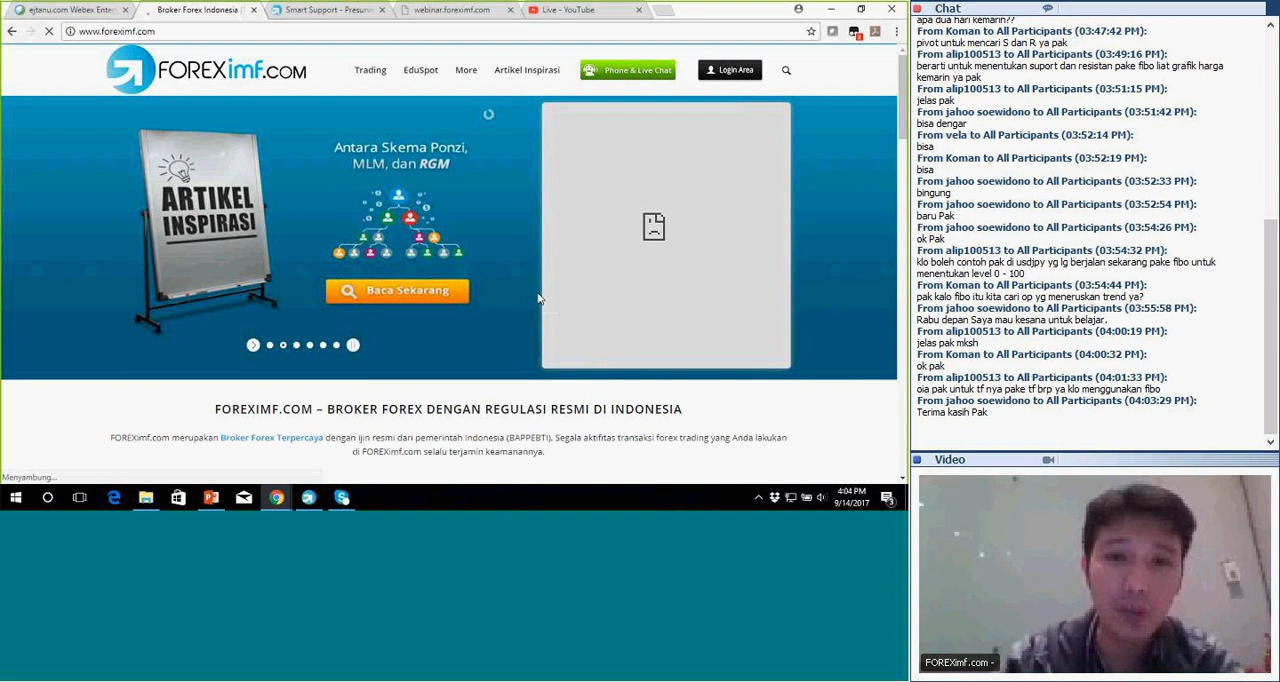 ejtanu.com Webex Enter
Broker Forex Indonesia |
Smart Support - Presurve
webinar.foreximf.com
Live - YouTube
www.foreximf.com
FOREXimf.COM
Trading
EduSpot
More
Artikel Inspirasi
Phone & Live Chat
Login Area
ARTIKEL
INSPIRASI
Antara Skema Ponzi,
MLM, dan RGM
Baca Sekarang
FOREXIMF.COM – BROKER FOREX DENGAN REGULASI RESMI DI INDONESIA
FOREXimf.COM merupakan Broker Forex Terpercaya dengan ijin resmi dari pemerintah Indonesia (BAPPEBTI). Segala aktifitas transaksi forex trading yang Anda lakukan
di FOREXimf.com selalu terjamin keamanannya.
Menyambung...
4:04 PM
9/14/2017
3
Chat
apa dua hari kemarin??
From Koman to All Participants (03:47:42 PM):
pivot untuk mencari S dan R ya pak
From alip100513 to All Participants (03:49:16 PM):
berarti untuk menentukan suport dan resistan pake fibo liat grafik harga
kemarin ya pak
From alip100513 to All Participants (03:51:15 PM):
jelas pak
From jahoo soewidono to All Participants (03:51:42 PM):
bisa dengar
From vela to All Participants (03:52:14 PM):
bisa
From Koman to All Participants (03:52:19 PM):
bisa
From jahoo soewidono to All Participants (03:52:33 PM):
bingung
From jahoo soewidono to All Participants (03:52:54 PM):
baru Pak
From jahoo soewidono to All Participants (03:54:26 PM):
ok Pak
From alip100513 to All Participants (03:54:32 PM):
klo boleh contoh pak di usdjpy yg lg berjalan sekarang pake fibo untuk
menentukan level 0 - 100
From Koman to All Participants (03:54:44 PM):
pak kalo fibo itu kita cari op yg meneruskan trend ya?
From jahoo soewidono to All Participants (03:55:58 PM):
Rabu depan Saya mau kesana untuk belajar.
From alip100513 to All Participants (04:00:19 PM):
jelas pak mksh
From Koman to All Participants (04:00:32 PM):
ok pak
From alip100513 to All Participants (04:01:33 PM):
oia pak untuk tf nya pake tf brp ya klo menggunakan fibo
From jahoo soewidono to All Participants (04:03:29 PM):
Terima kasih Pak
Video
FOREXimf.com -